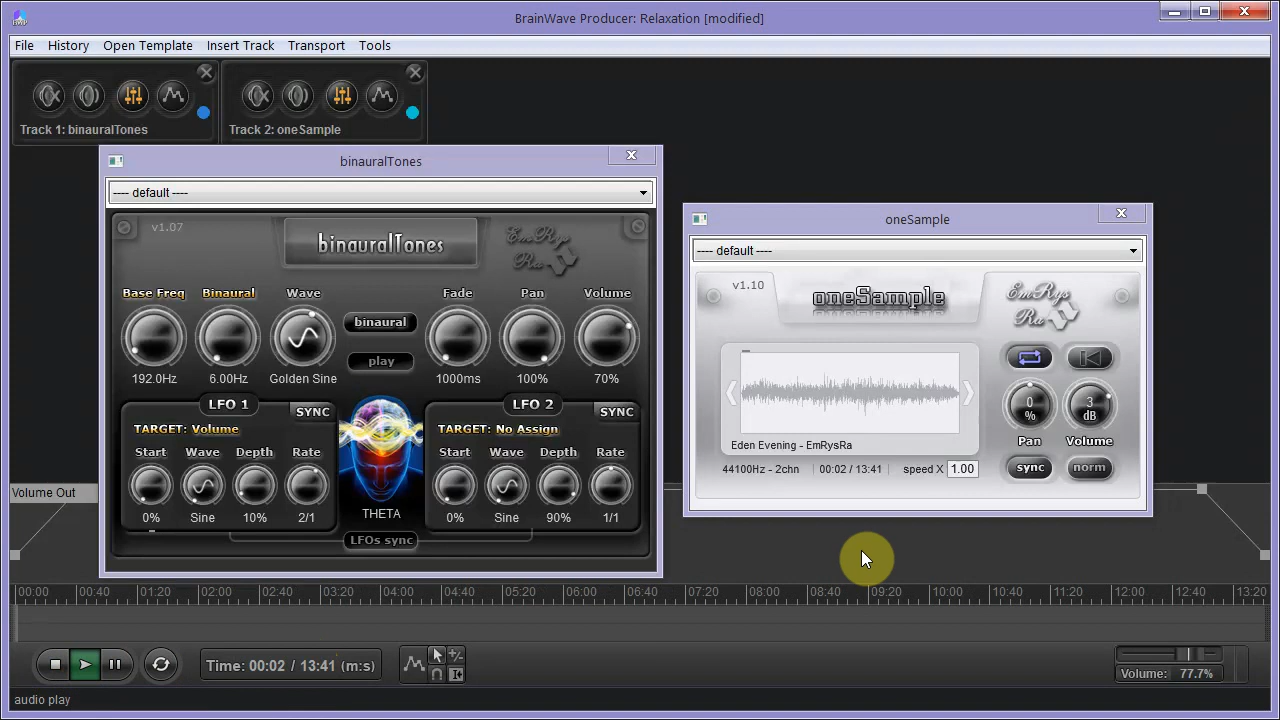 BrainWave Producer: Relaxation [modified]
File History Open Template Insert Track Transport Tools
Track 1: binauralTones
Track 2: oneSample
binauralTones
---- default ----
v1.07
binauralTones
EmRys Ra
Base Freq Binaural Wave Fade Pan Volume
binaural
play
192.0Hz 6.00Hz Golden Sine 1000ms 100% 70%
LFO 1 SYNC
TARGET: Volume
Start Wave Depth Rate
0% Sine 10% 2/1
THETA
LFO 2 SYNC
TARGET: No Assign
Start Wave Depth Rate
0% Sine 90% 1/1
LFOs sync
oneSample
---- default ----
v1.10
oneSample
EmRys Ra
Eden Evening - EmRysRa
44100Hz - 2chn 00:02 / 13:41 speed X 1.00
0 %
3 dB
Pan Volume
sync norm
Volume Out
00:00 00:40 01:20 02:00 02:40 03:20 04:00 04:40 05:20 06:00 06:40 07:20 08:00 08:40 09:20 10:00 10:40 11:20 12:00 12:40 13:20
Time: 00:02 / 13:41 (m:s)
Volume: 77.7%
audio play